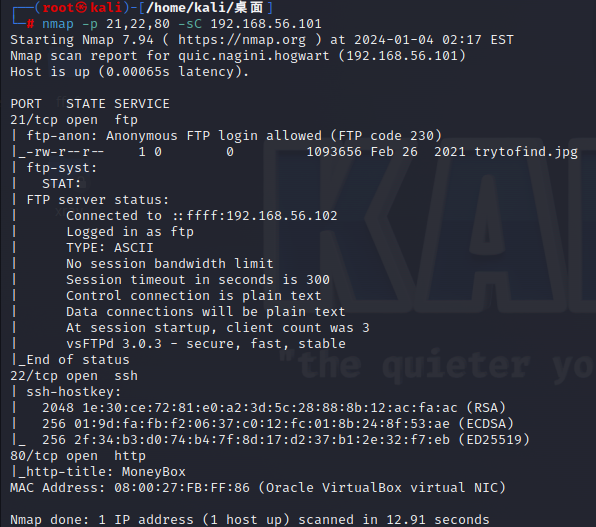 ┌──(root㉿kali)-[/home/kali/桌面]
└─# nmap -p 21,22,80 -sC 192.168.56.101
Starting Nmap 7.94 ( https://nmap.org ) at 2024-01-04 02:17 EST
Nmap scan report for quic.nagini.hogwart (192.168.56.101)
Host is up (0.00065s latency).

PORT   STATE SERVICE
21/tcp open  ftp
| ftp-anon: Anonymous FTP login allowed (FTP code 230)
|_-rw-r--r--    1 0        0         1093656 Feb 26  2021 trytofind.jpg
| ftp-syst:
|   STAT:
| FTP server status:
|      Connected to ::ffff:192.168.56.102
|      Logged in as ftp
|      TYPE: ASCII
|      No session bandwidth limit
|      Session timeout in seconds is 300
|      Control connection is plain text
|      Data connections will be plain text
|      At session startup, client count was 3
|      vsFTPd 3.0.3 - secure, fast, stable
|_End of status
22/tcp open  ssh
| ssh-hostkey:
|   2048 1e:30:ce:72:81:e0:a2:3d:5c:28:88:8b:12:ac:fa:ac (RSA)
|   256 01:9d:fa:fb:f2:06:37:c0:12:fc:01:8b:24:8f:53:ae (ECDSA)
|_  256 2f:34:b3:d0:74:b4:7f:8d:17:d2:37:b1:2e:32:f7:eb (ED25519)
80/tcp open  http
|_http-title: MoneyBox
MAC Address: 08:00:27:FB:FF:86 (Oracle VirtualBox virtual NIC)

Nmap done: 1 IP address (1 host up) scanned in 12.91 seconds
KA
"the quieter yo